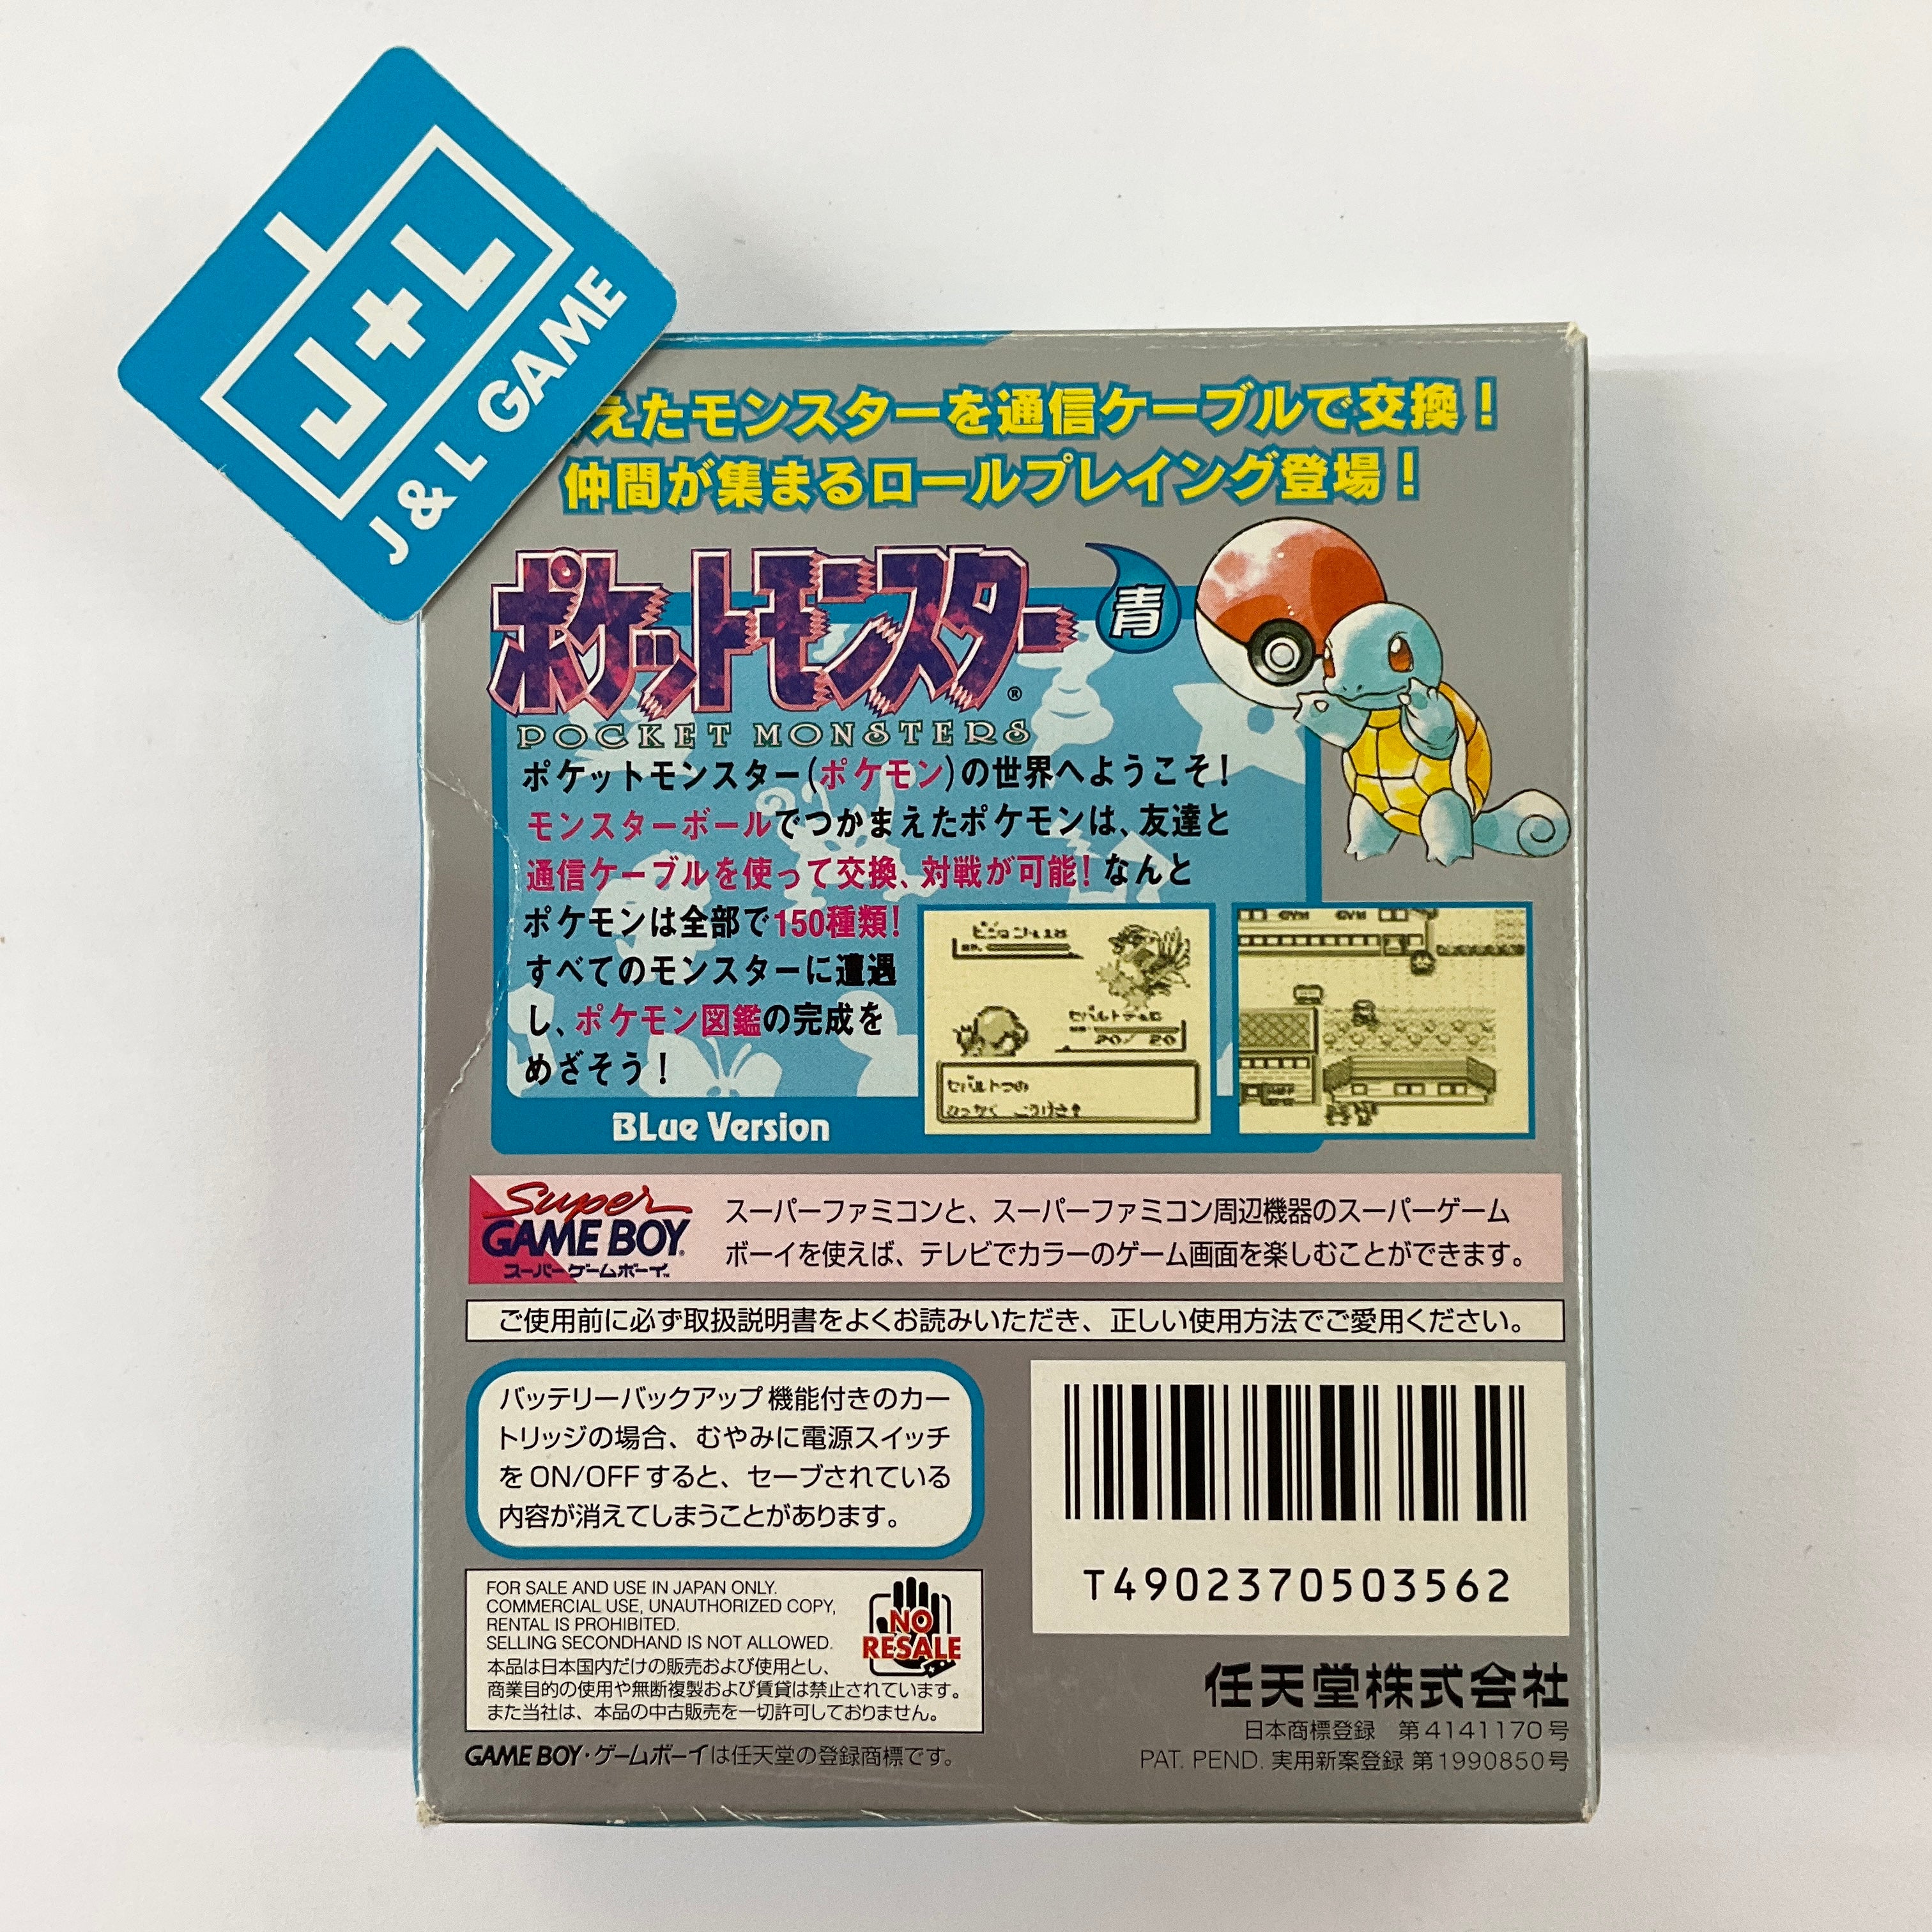 J+L
J&L GAME
えたモンスターを通信ケーブルで交換!
仲間が集まるロールプレイング登場!
ポケットモンスター®
青
POCKET MONSTERS
ポケットモンスター(ポケモン)の世界へようこそ!
モンスターボールでつかまえたポケモンは、友達と
通信ケーブルを使って交換、対戦が可能!なんと
ポケモンは全部で150種類!
すべてのモンスターに遭遇
し、ポケモン図鑑の完成を
めざそう!
BLue Version
GYM GYM
20/ 20
Super
GAME BOY
スーパーゲームボーイ
スーパーファミコンと、スーパーファミコン周辺機器のスーパーゲーム
ボーイを使えば、テレビでカラーのゲーム画面を楽しむことができます。
ご使用前に必ず取扱説明書をよくお読みいただき、正しい使用方法でご愛用ください。
バッテリーバックアップ機能付きのカー
トリッジの場合、むやみに電源スイッチ
をON/OFFすると、セーブされている
内容が消えてしまうことがあります。
T4902370503562
FOR SALE AND USE IN JAPAN ONLY.
COMMERCIAL USE, UNAUTHORIZED COPY,
RENTAL IS PROHIBITED.
SELLING SECONDHAND IS NOT ALLOWED.
NO
RESALE
本品は日本国内だけの販売および使用とし、
商業目的の使用や無断複製および賃貸は禁止されています。
また当社は、本品の中古販売を一切許可しておりません。
任天堂株式会社
日本商標登録 第4141170号
PAT. PEND. 実用新案登録 第1990850号
GAME BOY・ゲームボーイは任天堂の登録商標です。